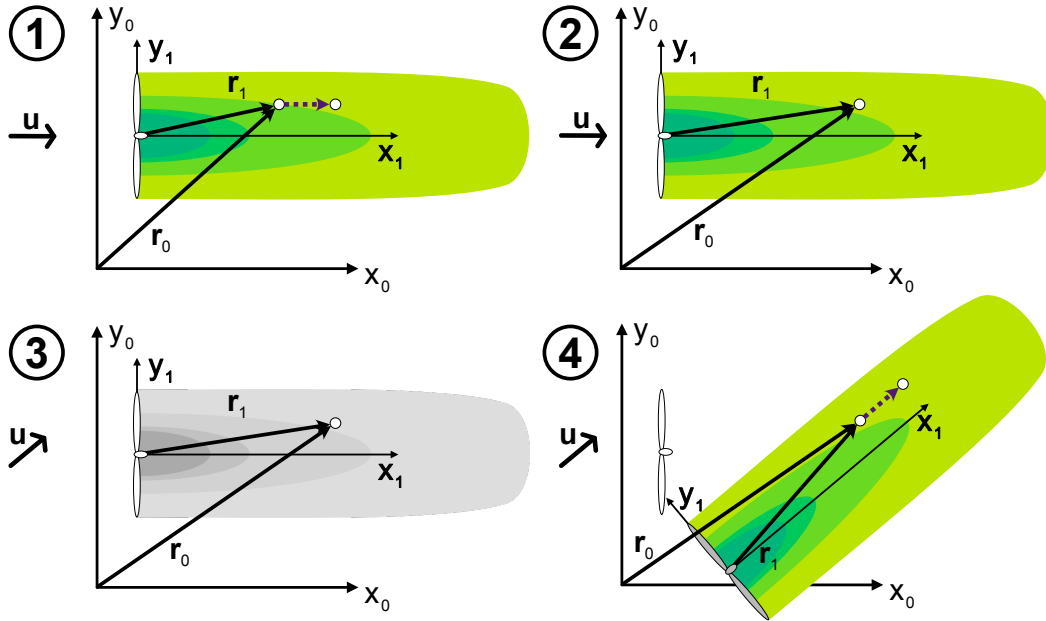 1
y₀
y₁
r₁
u
x₁
r₀
x₀
2
y₀
y₁
r₁
u
x₁
r₀
x₀
3
y₀
y₁
r₁
u
x₁
r₀
x₀
4
y₀
u
x₁
y₁
r₀
r₁
x₀